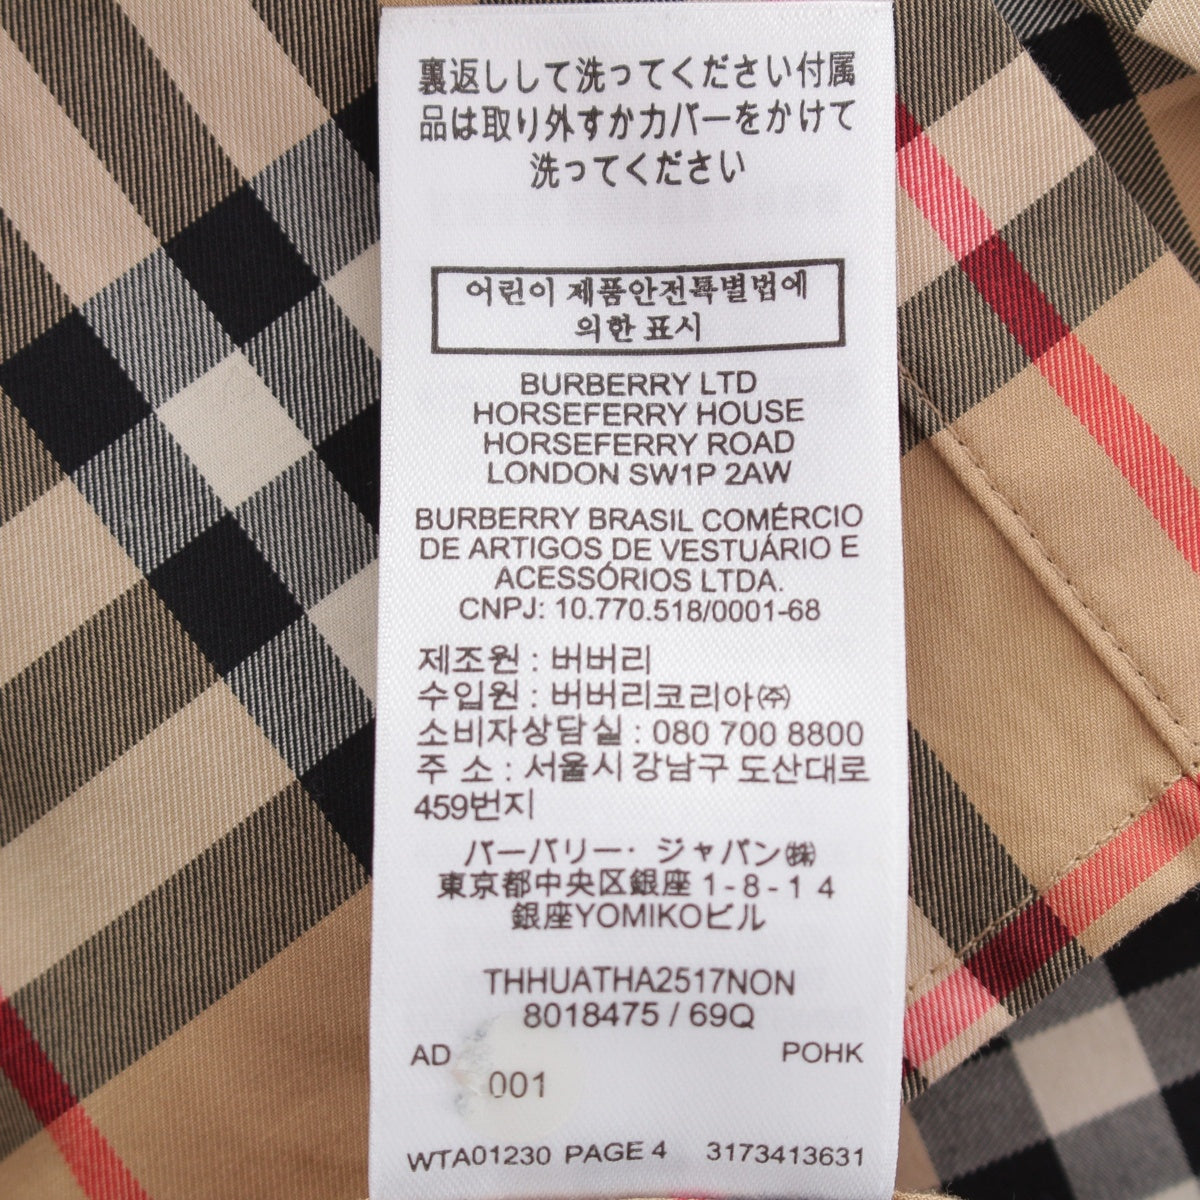 裏返しして洗ってください付属
品は取り外すかカバーをかけて
洗ってください
어린이 제품안전특별법에
의한 표시
BURBERRY LTD
HORSEFERRY HOUSE
HORSEFERRY ROAD
LONDON SW1P 2AW
BURBERRY BRASIL COMÉRCIO
DE ARTIGOS DE VESTUÁRIO E
ACESSÓRIOS LTDA.
CNPJ: 10.770.518/0001-68
제조원 : 버버리
수입원 : 버버리코리아㈜
소비자상담실 : 080 700 8800
주 소 : 서울시 강남구 도산대로
459번지
バーバリー・ジャパン㈱
東京都中央区銀座 1 - 8 - 1 4
銀座YOMIKOビル
THHUATHA2517NON
8018475 / 69Q
AD POHK
001
WTA01230 PAGE 4 3173413631